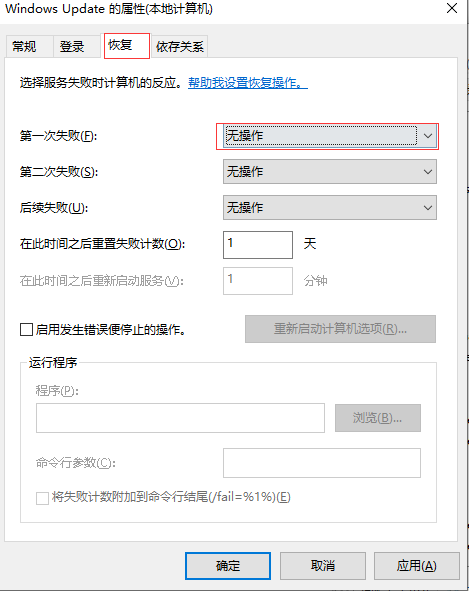 Windows Update 的属性(本地计算机)
常规 登录 恢复 依存关系
选择服务失败时计算机的反应。帮助我设置恢复操作。
第一次失败(F): 无操作
第二次失败(S): 无操作
后续失败(U): 无操作
在此时间之后重置失败计数(O): 1 天
在此时间之后重新启动服务(V): 1 分钟
启用发生错误便停止的操作。 重新启动计算机选项(R)...
运行程序
程序(P):
浏览(B)...
命令行参数(C):
将失败计数附加到命令行结尾(/fail=%1%)(E)
确定 取消 应用(A)